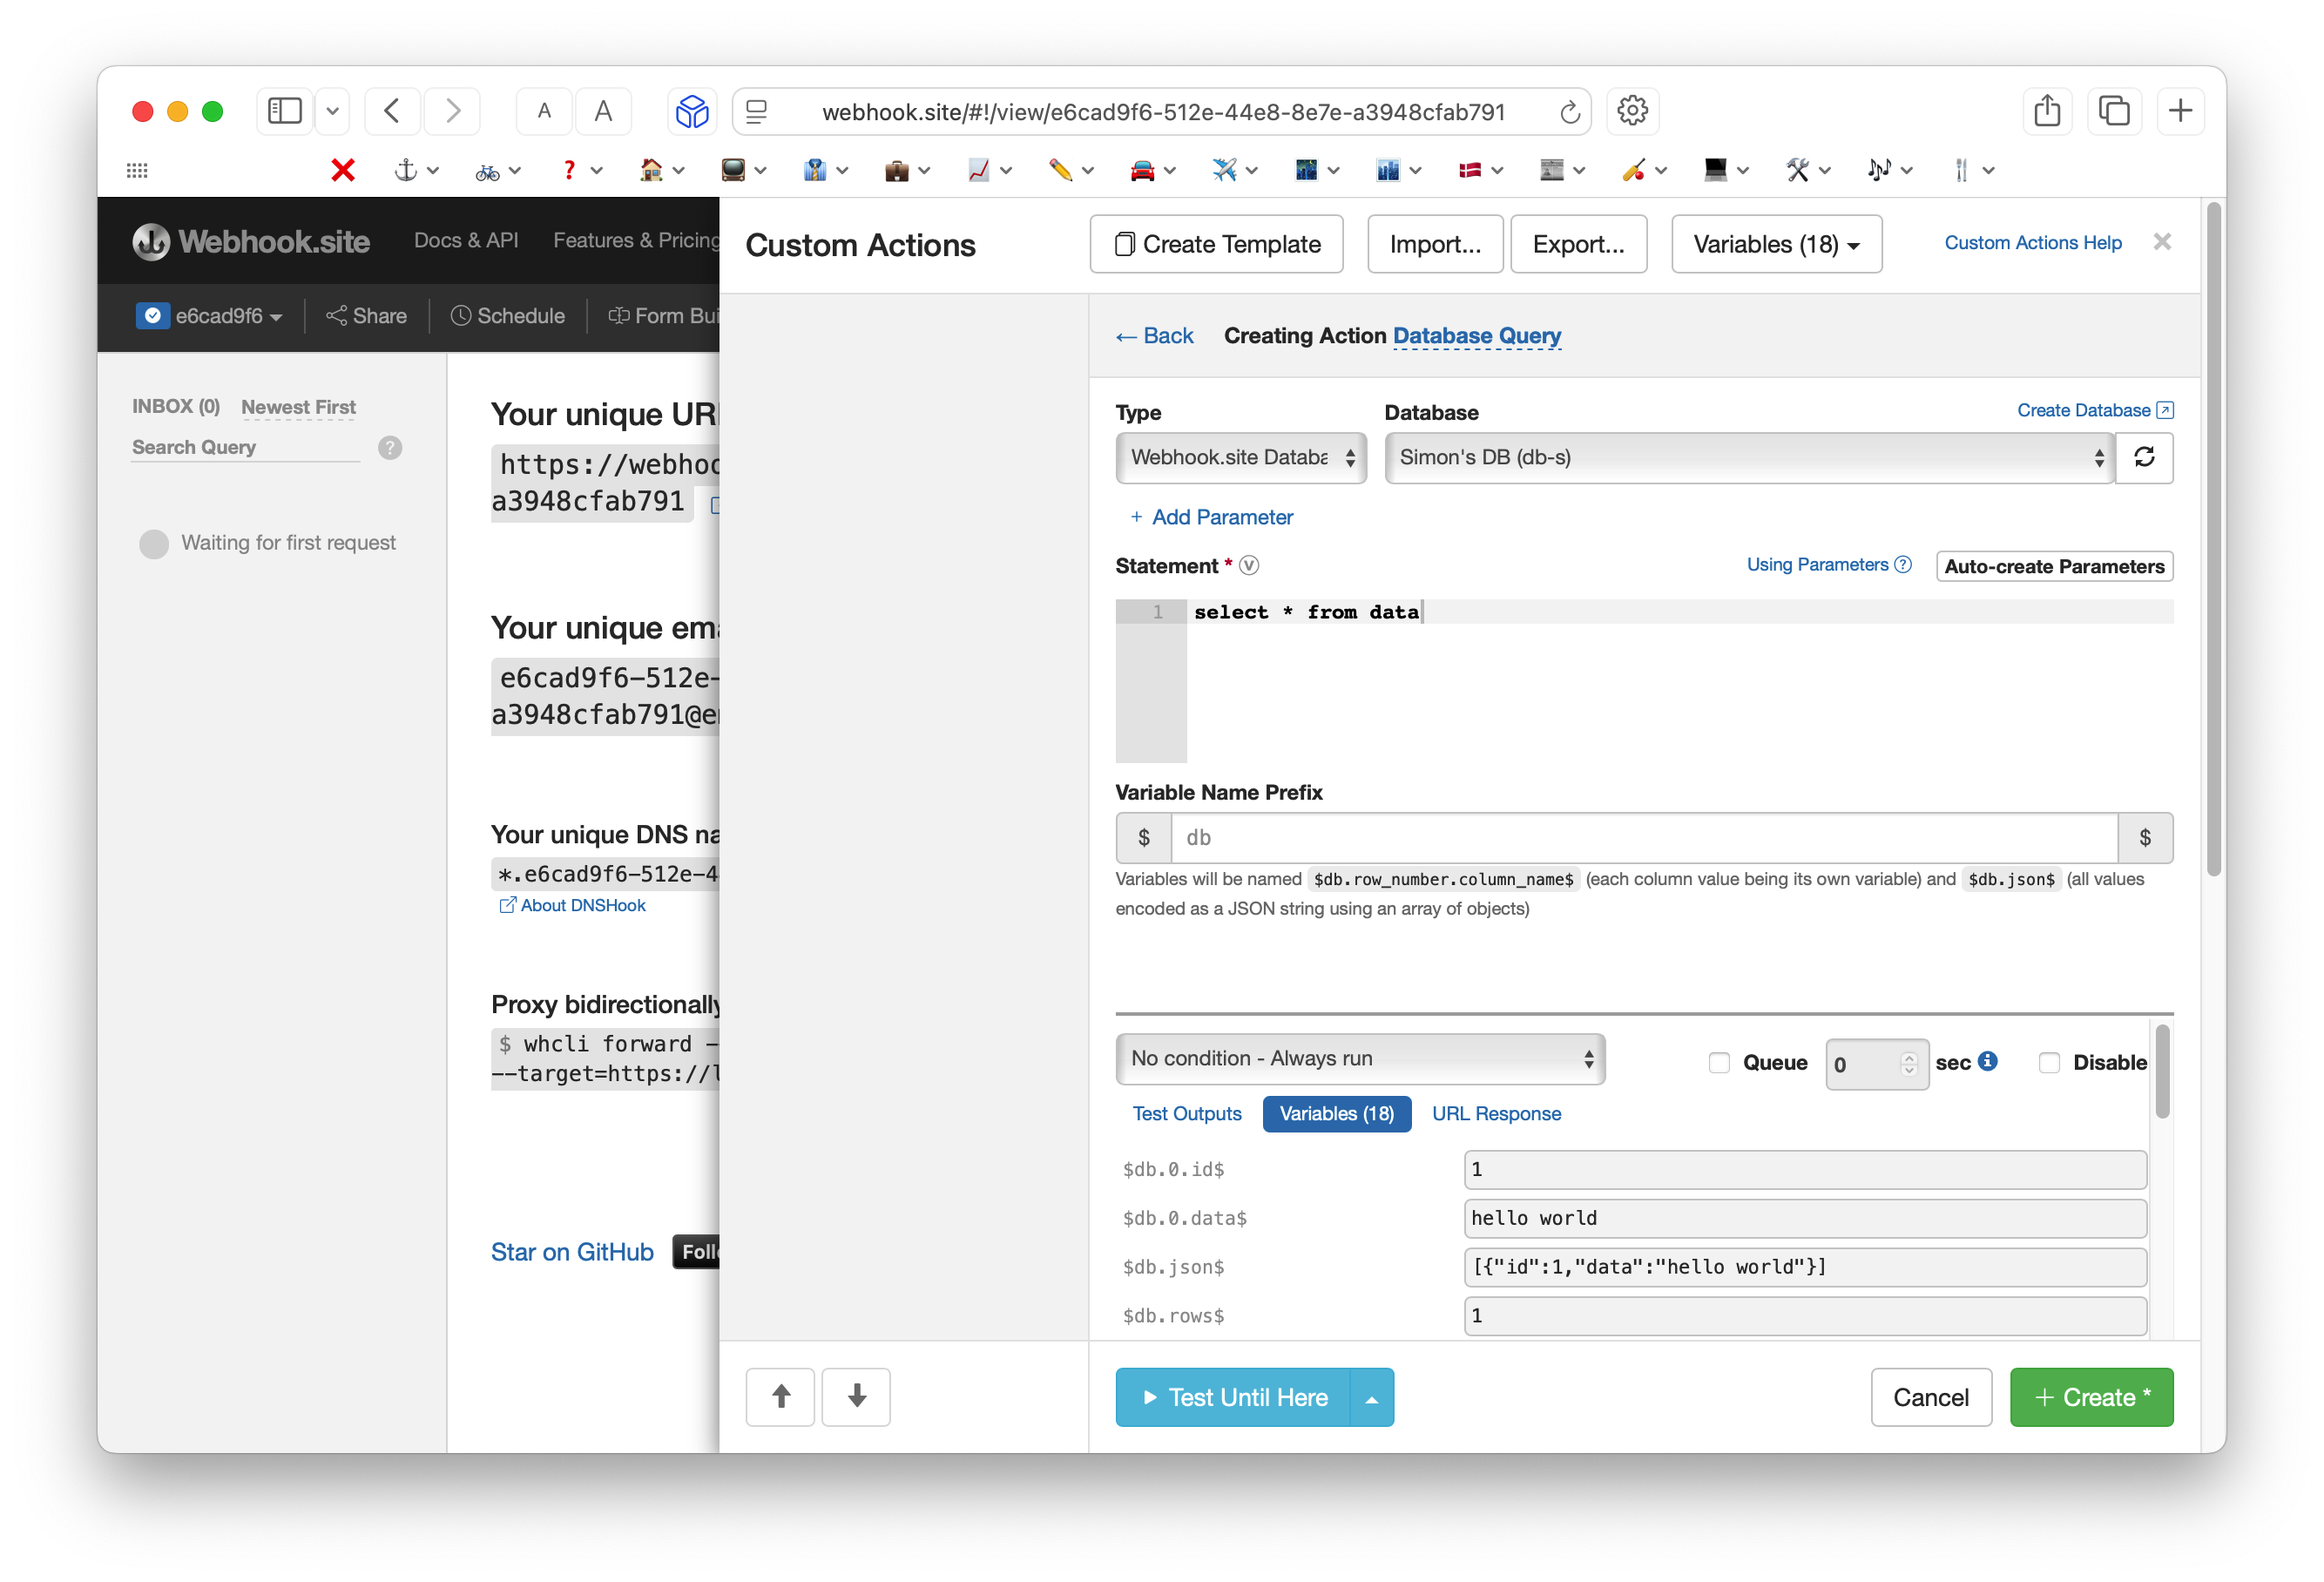 A A webhook.site/#!/view/e6cad9f6-512e-44e8-8e7e-a3948cfab791
Webhook.site Docs & API Features & Pricing
e6cad9f6 Share Schedule Form Bui
INBOX (0) Newest First
Search Query ?
Waiting for first request
Your unique URL
https://webhoo
a3948cfab791
Your unique ema
e6cad9f6-512e-
a3948cfab791@em
Your unique DNS na
*.e6cad9f6-512e-4
About DNSHook
Proxy bidirectionally
$ whcli forward -
--target=https://l
Star on GitHub Follo
Custom Actions Create Template Import... Export... Variables (18) Custom Actions Help
← Back Creating Action Database Query
Type Database Create Database
Webhook.site Databa Simon's DB (db-s)
+ Add Parameter
Statement * V Using Parameters ? Auto-create Parameters
1 select * from data
Variable Name Prefix
$ db $
Variables will be named $db.row_number.column_name$ (each column value being its own variable) and $db.json$ (all values
encoded as a JSON string using an array of objects)
No condition - Always run Queue 0 sec Disable
Test Outputs Variables (18) URL Response
$db.0.id$ 1
$db.0.data$ hello world
$db.json$ [{"id":1,"data":"hello world"}]
$db.rows$ 1
Test Until Here Cancel + Create *